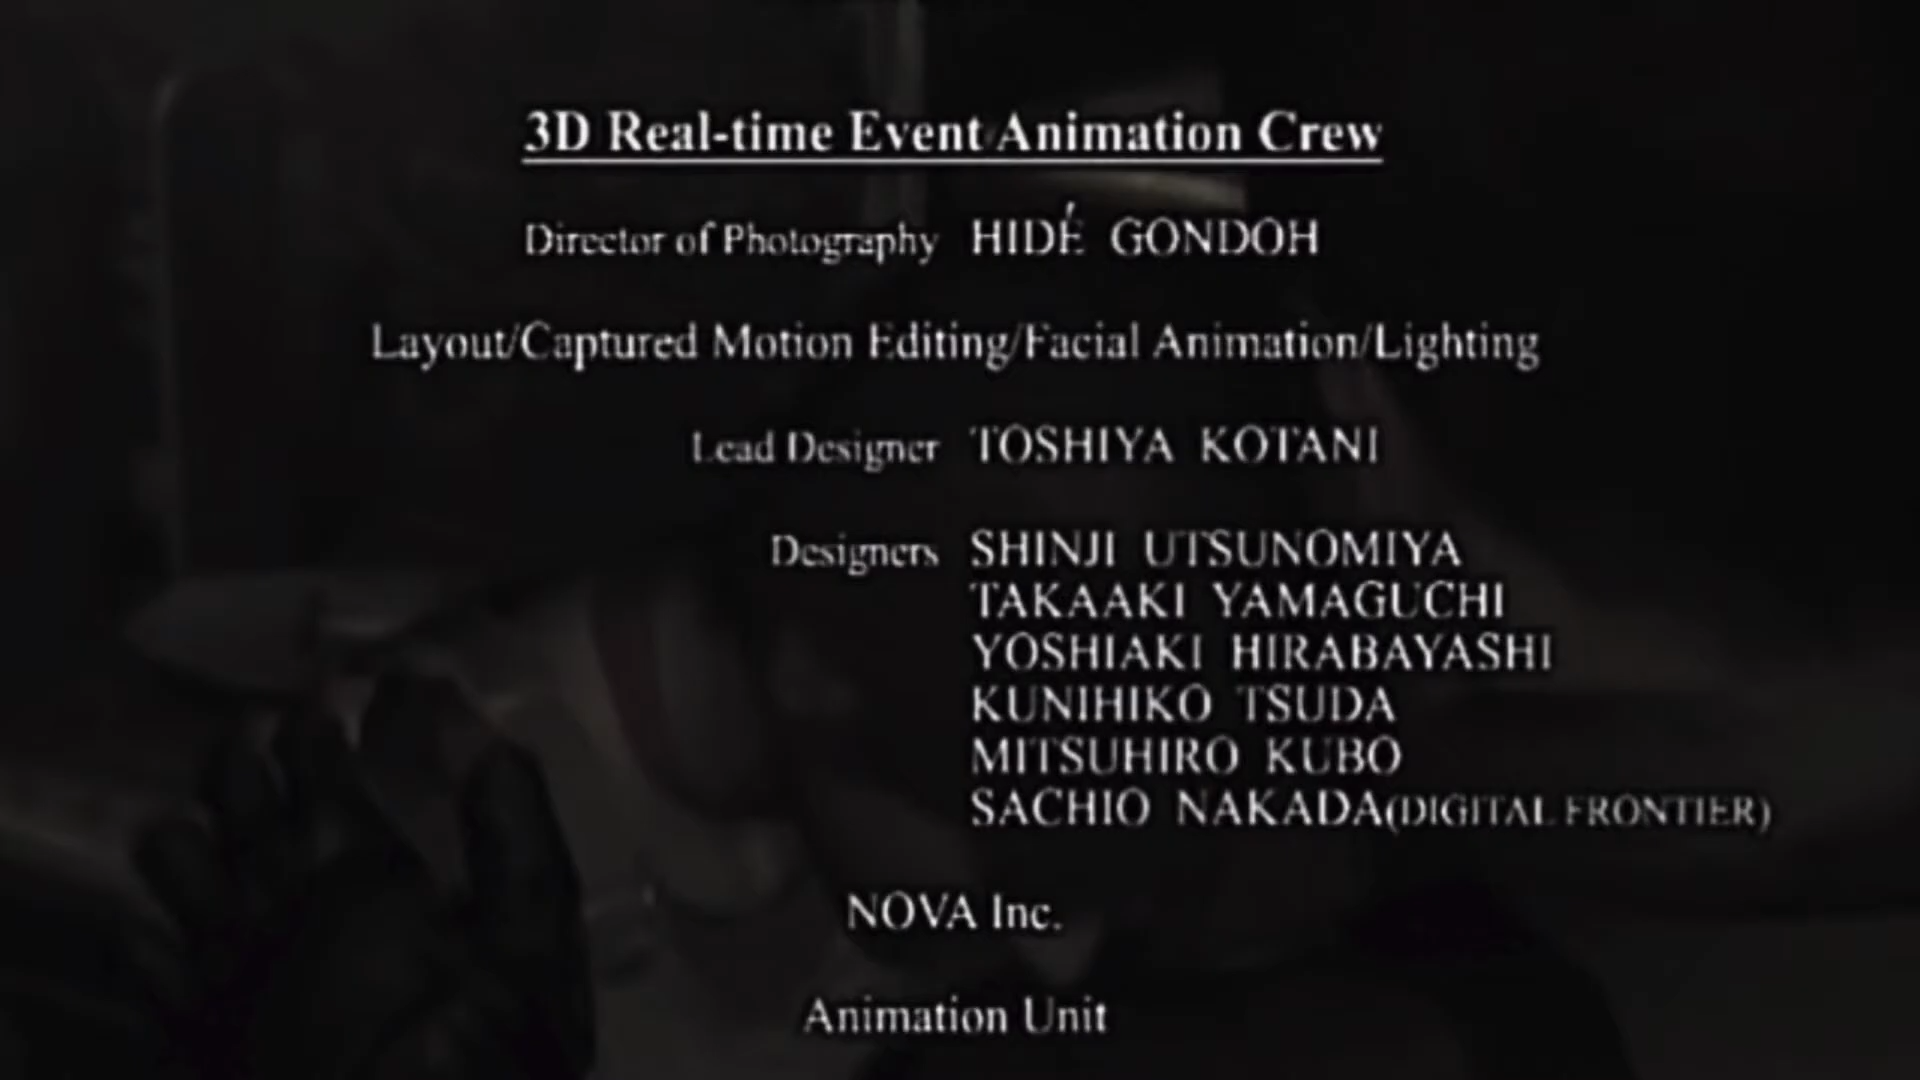 3D Real-time Event Animation Crew
Director of Photography HIDÉ GONDOH
Layout/Captured Motion Editing/Facial Animation/Lighting
Lead Designer TOSHIYA KOTANI
Designers SHINJI UTSUNOMIYA
TAKAAKI YAMAGUCHI
YOSHIAKI HIRABAYASHI
KUNIHIKO TSUDA
MITSUHIRO KUBO
SACHIO NAKADA(DIGITAL FRONTIER)
NOVA Inc.
Animation Unit